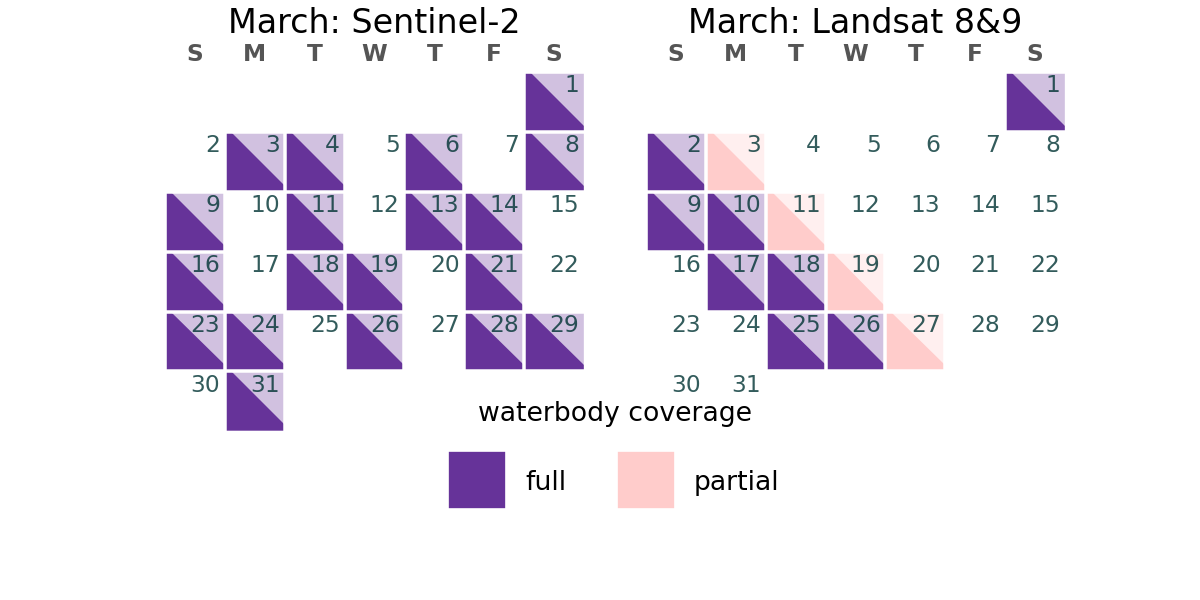 March: Sentinel-2
S M T W T F S
1
2 3 4 5 6 7 8
9 10 11 12 13 14 15
16 17 18 19 20 21 22
23 24 25 26 27 28 29
30 31
March: Landsat 8&9
S M T W T F S
1
2 3 4 5 6 7 8
9 10 11 12 13 14 15
16 17 18 19 20 21 22
23 24 25 26 27 28 29
30 31
waterbody coverage
full partial